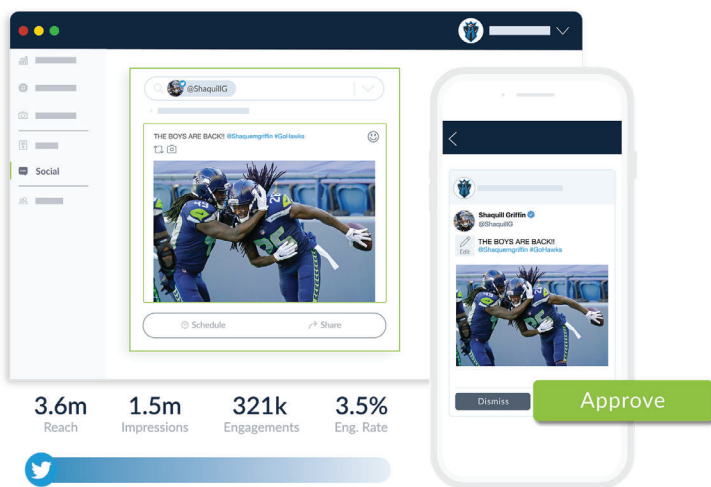 @ShaquillG
THE BOYS ARE BACK!! @Shaquemgriffin #GoHawks
Social
Schedule
Share
3.6m
Reach
1.5m
Impressions
321k
Engagements
3.5%
Eng. Rate
Shaquill Griffin
@ShaquillG
Edit
THE BOYS ARE BACK!!
@Shaquemgriffin #GoHawks
Dismiss
Approve